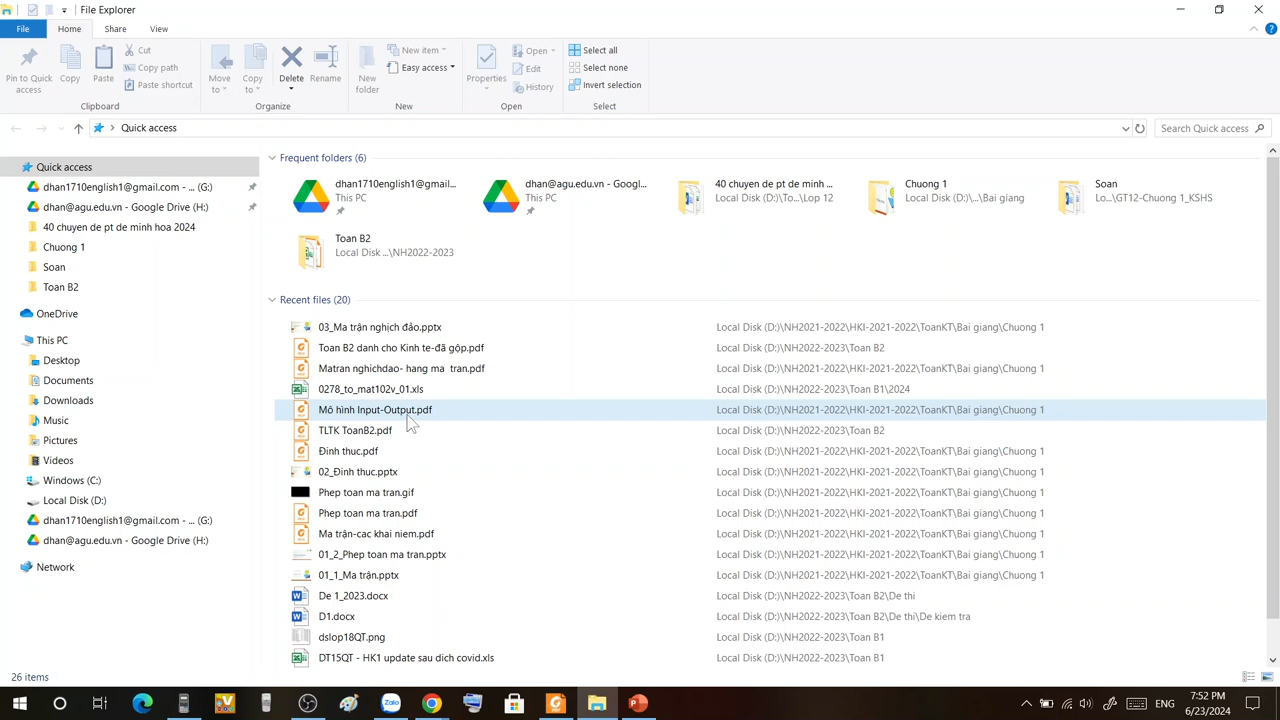 File Explorer
File Home Share View
Pin to Quick access
Copy
Paste
Cut
Copy path
Paste shortcut
Clipboard
Move to
Copy to
Delete
Rename
Organize
New folder
New item
Easy access
New
Properties
Open
Edit
History
Open
Select all
Select none
Invert selection
Select
Quick access
Search Quick access
Quick access
dhan1710english1@gmail.com - ... (G:)
dhan@agu.edu.vn - Google Drive (H:)
40 chuyen de pt de minh hoa 2024
Chuong 1
Soan
Toan B2
OneDrive
This PC
Desktop
Documents
Downloads
Music
Pictures
Videos
Windows (C:)
Local Disk (D:)
dhan1710english1@gmail.com - ... (G:)
dhan@agu.edu.vn - Google Drive (H:)
Network
Frequent folders (6)
dhan1710english1@gmail...
This PC
dhan@agu.edu.vn - Googl...
This PC
40 chuyen de pt de minh ...
Local Disk (D:)\To...\Lop 12
Chuong 1
Local Disk (D:)\...\Bai giang
Soan
Lo...\GT12-Chuong 1_KSHS
Toan B2
Local Disk ...\NH2022-2023
Recent files (20)
03_Ma trận nghịch đảo.pptx Local Disk (D:)\NH2021-2022\HKI-2021-2022\ToanKT\Bai giang\Chuong 1
Toan B2 danh cho Kinh te-đã gộp.pdf Local Disk (D:)\NH2022-2023\Toan B2
Matran nghichdao- hang ma tran.pdf Local Disk (D:)\NH2021-2022\HKI-2021-2022\ToanKT\Bai giang\Chuong 1
0278_to_mat102v_01.xls Local Disk (D:)\NH2022-2023\Toan B1\2024
Mô hình Input-Output.pdf Local Disk (D:)\NH2021-2022\HKI-2021-2022\ToanKT\Bai giang\Chuong 1
TLTK ToanB2.pdf Local Disk (D:)\NH2022-2023\Toan B2
Đinh thuc.pdf Local Disk (D:)\NH2021-2022\HKI-2021-2022\ToanKT\Bai giang\Chuong 1
02_Đinh thuc.pptx Local Disk (D:)\NH2021-2022\HKI-2021-2022\ToanKT\Bai giang\Chuong 1
Phep toan ma tran.gif Local Disk (D:)\NH2021-2022\HKI-2021-2022\ToanKT\Bai giang\Chuong 1
Phep toan ma tran.pdf Local Disk (D:)\NH2021-2022\HKI-2021-2022\ToanKT\Bai giang\Chuong 1
Ma trận-cac khai niem.pdf Local Disk (D:)\NH2021-2022\HKI-2021-2022\ToanKT\Bai giang\Chuong 1
01_2_Phep toan ma tran.pptx Local Disk (D:)\NH2021-2022\HKI-2021-2022\ToanKT\Bai giang\Chuong 1
01_1_Ma trận.pptx Local Disk (D:)\NH2021-2022\HKI-2021-2022\ToanKT\Bai giang\Chuong 1
De 1_2023.docx Local Disk (D:)\NH2022-2023\Toan B2\De thi
D1.docx Local Disk (D:)\NH2022-2023\Toan B2\De thi\De kiem tra
dslop18QT.png Local Disk (D:)\NH2022-2023\Toan B1
DT15QT - HK1 update sau dich covid.xls Local Disk (D:)\NH2022-2023\Toan B1
26 items
Zalo
ENG
7:52 PM
6/23/2024